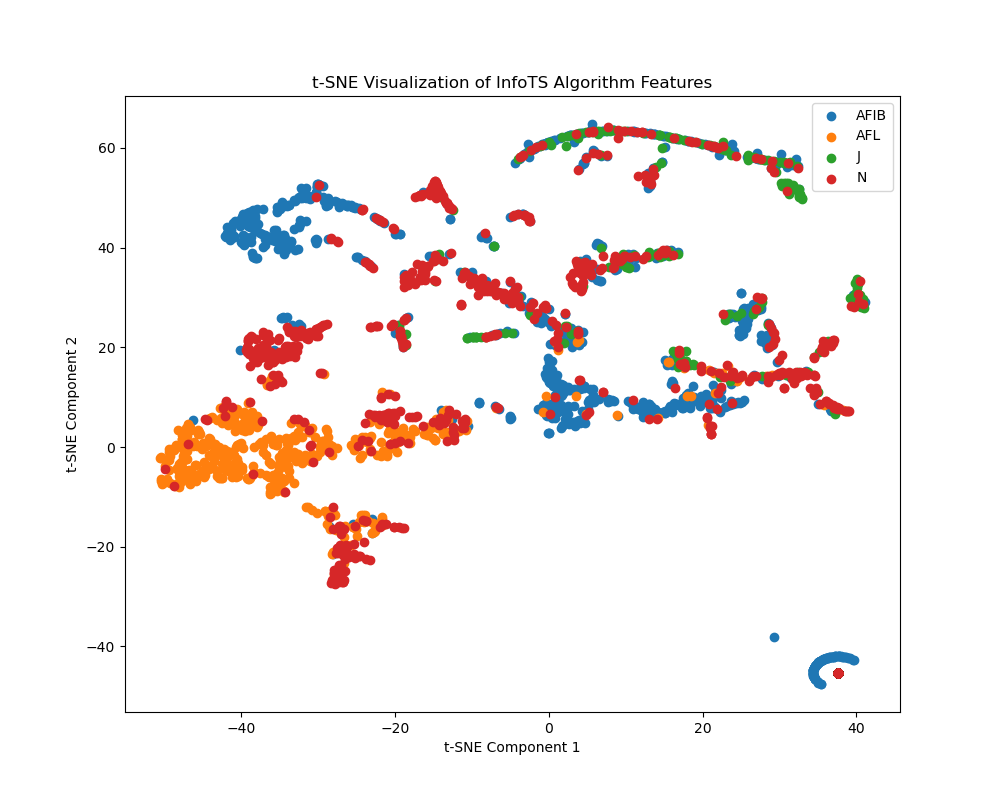 t-SNE Visualization of InfoTS Algorithm Features
AFIB
AFL
J
N
60
40
20
0
−20
−40
t-SNE Component 2
−40
−20
0
20
40
t-SNE Component 1